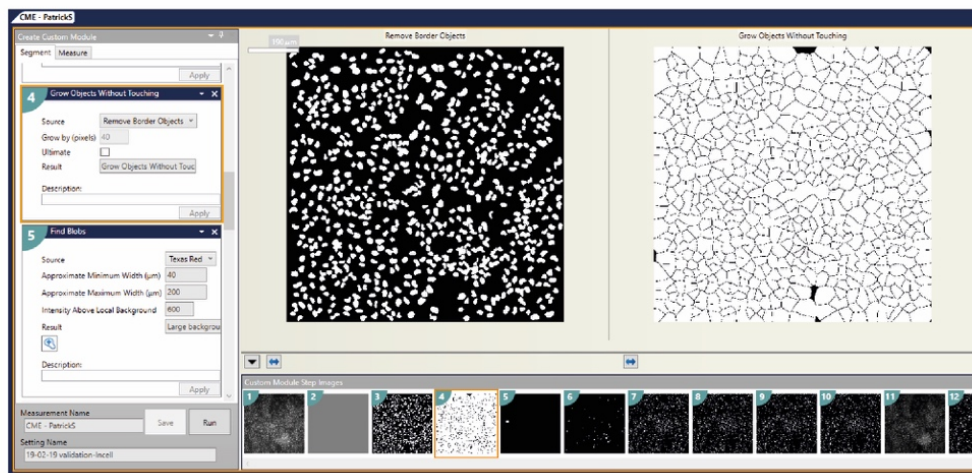 CME - PatrickS
Create Custom Module
Segment Measure
Apply
4 Grow Objects Without Touching
Source Remove Border Objects
Grow by (pixels) 40
Ultimate
Result Grow Objects Without Touc
Description:
Apply
5 Find Blobs
Source Texas Red
Approximate Minimum Width (µm) 40
Approximate Maximum Width (µm) 200
Intensity Above Local Background 600
Result Large backgrou
Description:
Apply
Measurement Name
CME - PatrickS Save Run
Setting Name
19-02-19 validation-Incell
Remove Border Objects
190um
Grow Objects Without Touching
Custom Module Step Images
1 2 3 4 5 6 7 8 9 10 11 12